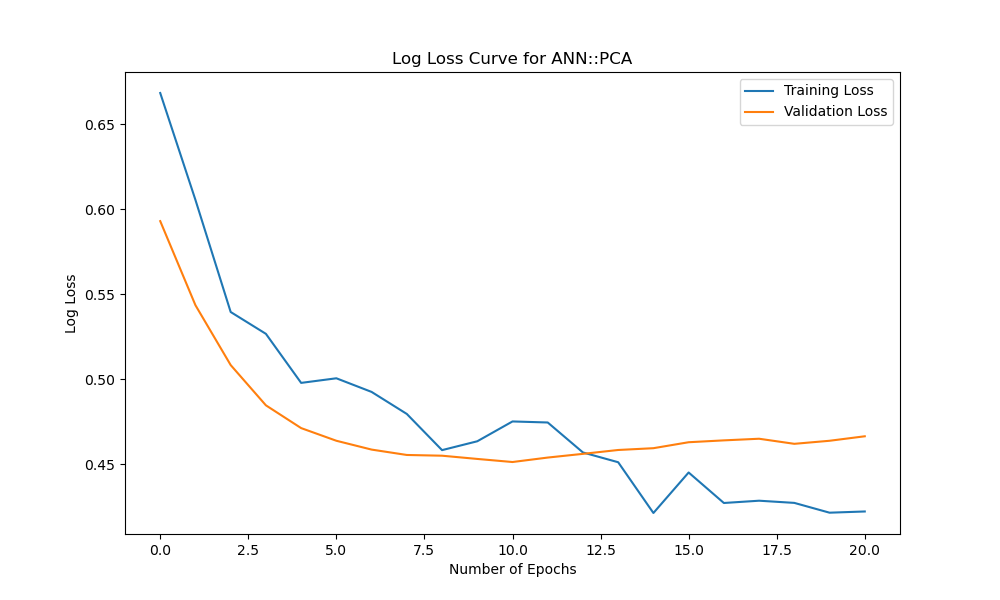 Log Loss Curve for ANN::PCA
Training Loss
Validation Loss
Log Loss
0.65
0.60
0.55
0.50
0.45
0.0 2.5 5.0 7.5 10.0 12.5 15.0 17.5 20.0
Number of Epochs